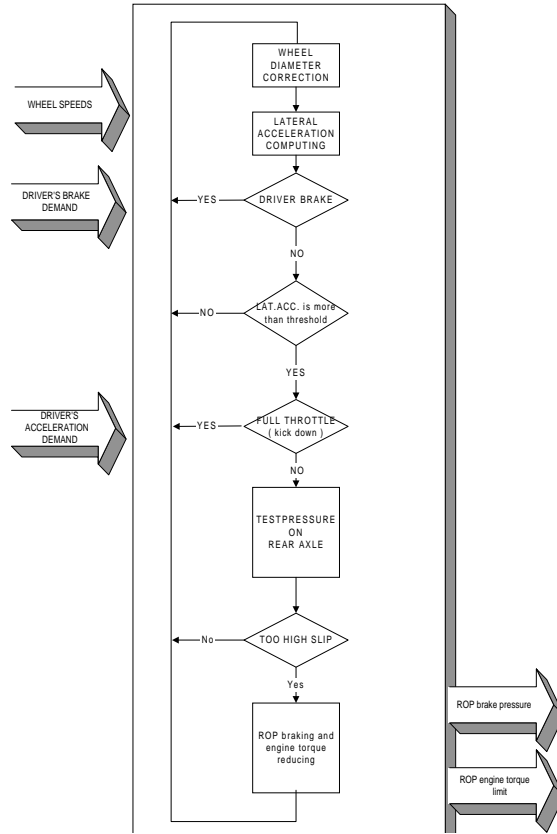 WHEEL
DIAMETER
CORRECTION
WHEEL SPEEDS
LATERAL
ACCELERATION
COMPUTING
DRIVER'S BRAKE
DEMAND
YES
DRIVER BRAKE
NO
NO
LAT.ACC. is more
than threshold
YES
DRIVER'S
ACCELERATION
DEMAND
YES
FULL THROTTLE
( kick down )
NO
TESTPRESSURE
ON
REAR AXLE
No
TOO HIGH SLIP
Yes
ROP braking and
engine torque
reducing
ROP brake pressure
ROP engine torque
limit